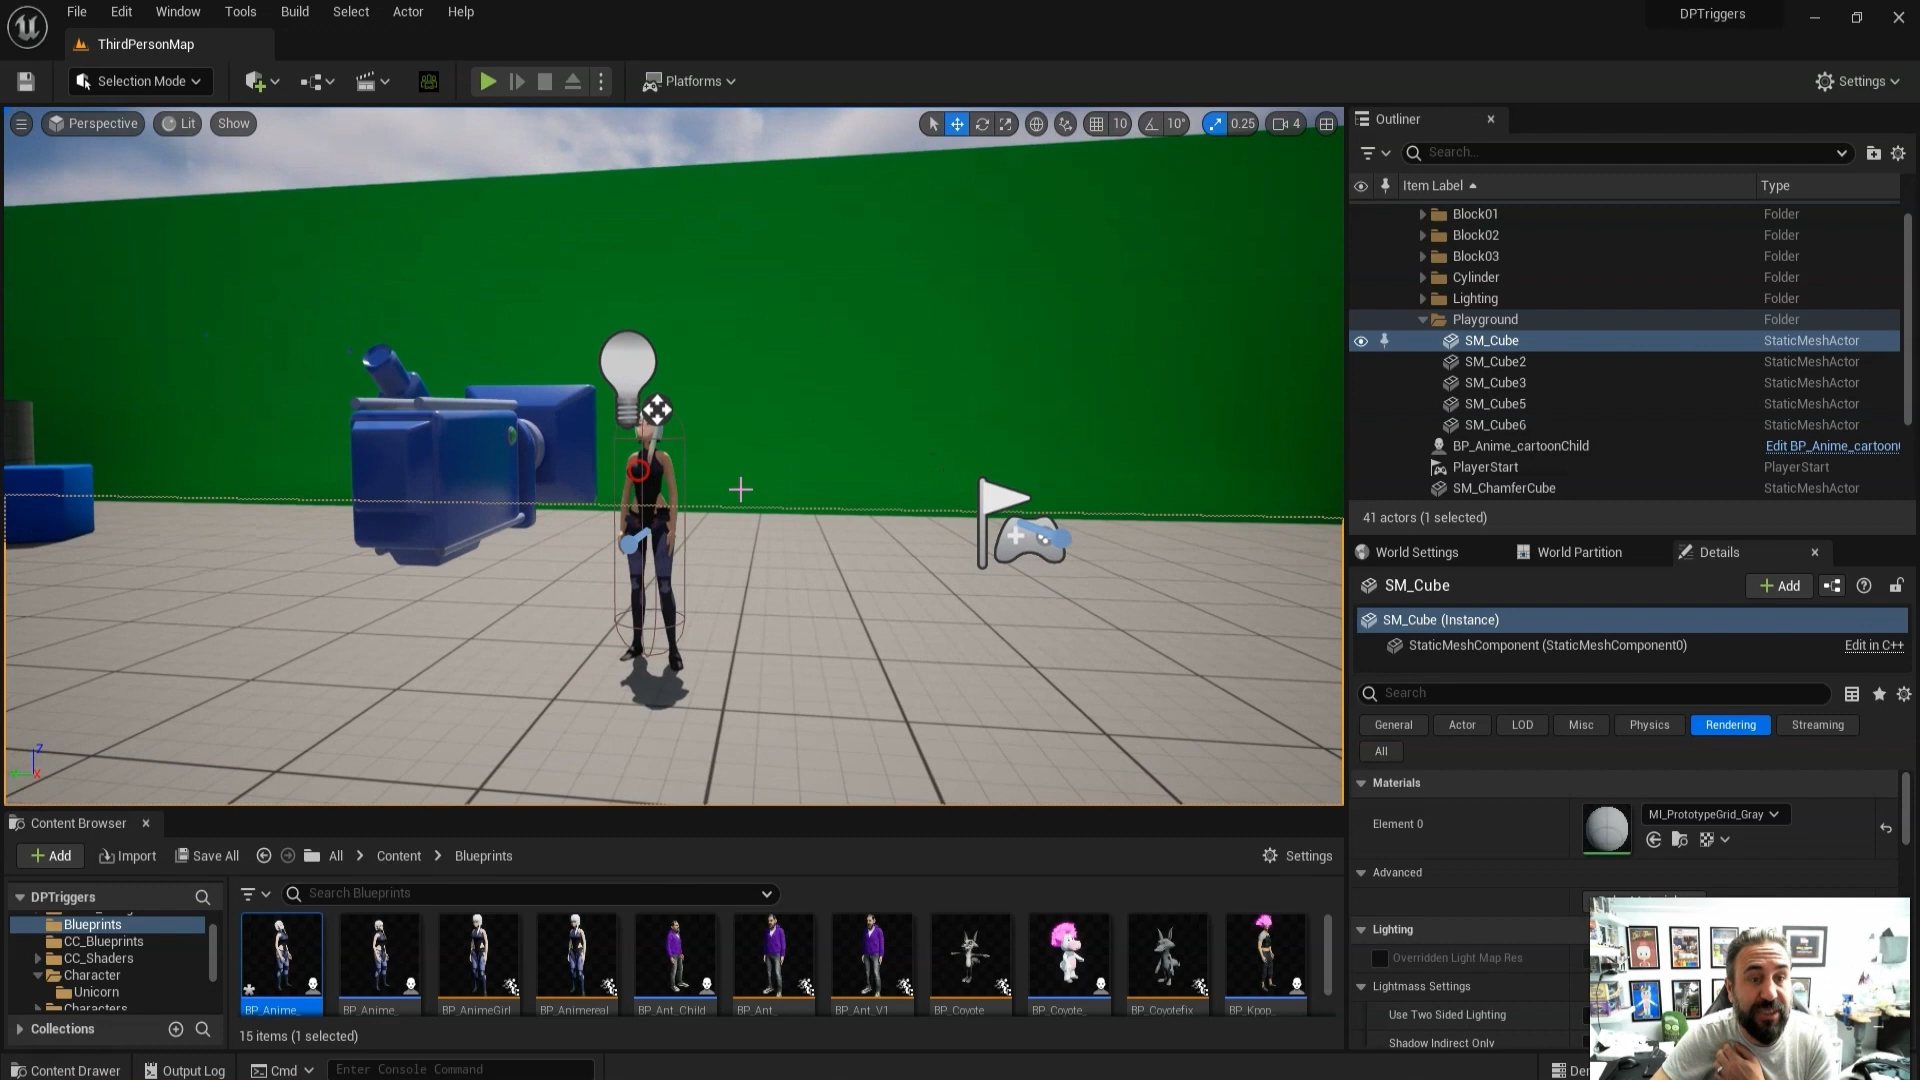 File Edit Window Tools Build Select Actor Help
DPTriggers
ThirdPersonMap
Selection Mode
Platforms
Settings
Perspective Lit Show
10 10° 0.25 4
Outliner
Search...
Item Label Type
Block01 Folder
Block02 Folder
Block03 Folder
Cylinder Folder
Lighting Folder
Playground Folder
SM_Cube StaticMeshActor
SM_Cube2 StaticMeshActor
SM_Cube3 StaticMeshActor
SM_Cube5 StaticMeshActor
SM_Cube6 StaticMeshActor
BP_Anime_cartoonChild Edit BP_Anime_cartoon
PlayerStart PlayerStart
SM_ChamferCube StaticMeshActor
41 actors (1 selected)
World Settings World Partition Details
SM_Cube
Add
SM_Cube (Instance)
StaticMeshComponent (StaticMeshComponent0) Edit in C++
Search
General Actor LOD Misc Physics Rendering Streaming
All
Materials
Element 0
MI_PrototypeGrid_Gray
Advanced
Lighting
Overridden Light Map Res
Lightmass Settings
Use Two Sided Lighting
Shadow Indirect Only
Content Browser
Add Import Save All All Content Blueprints Settings
DPTriggers
Search Blueprints
Blueprints
CC_Blueprints
CC_Shaders
Character
Unicorn
Characters
Collections
BP_Anime_ BP_Anime_ BP_AnimeGirl BP_Animereal BP_Ant_Child BP_Ant_ BP_Ant_V1 BP_Coyote BP_Coyote_ BP_Coyotefix BP_Kpop_
15 items (1 selected)
Content Drawer Output Log Cmd Enter Console Command